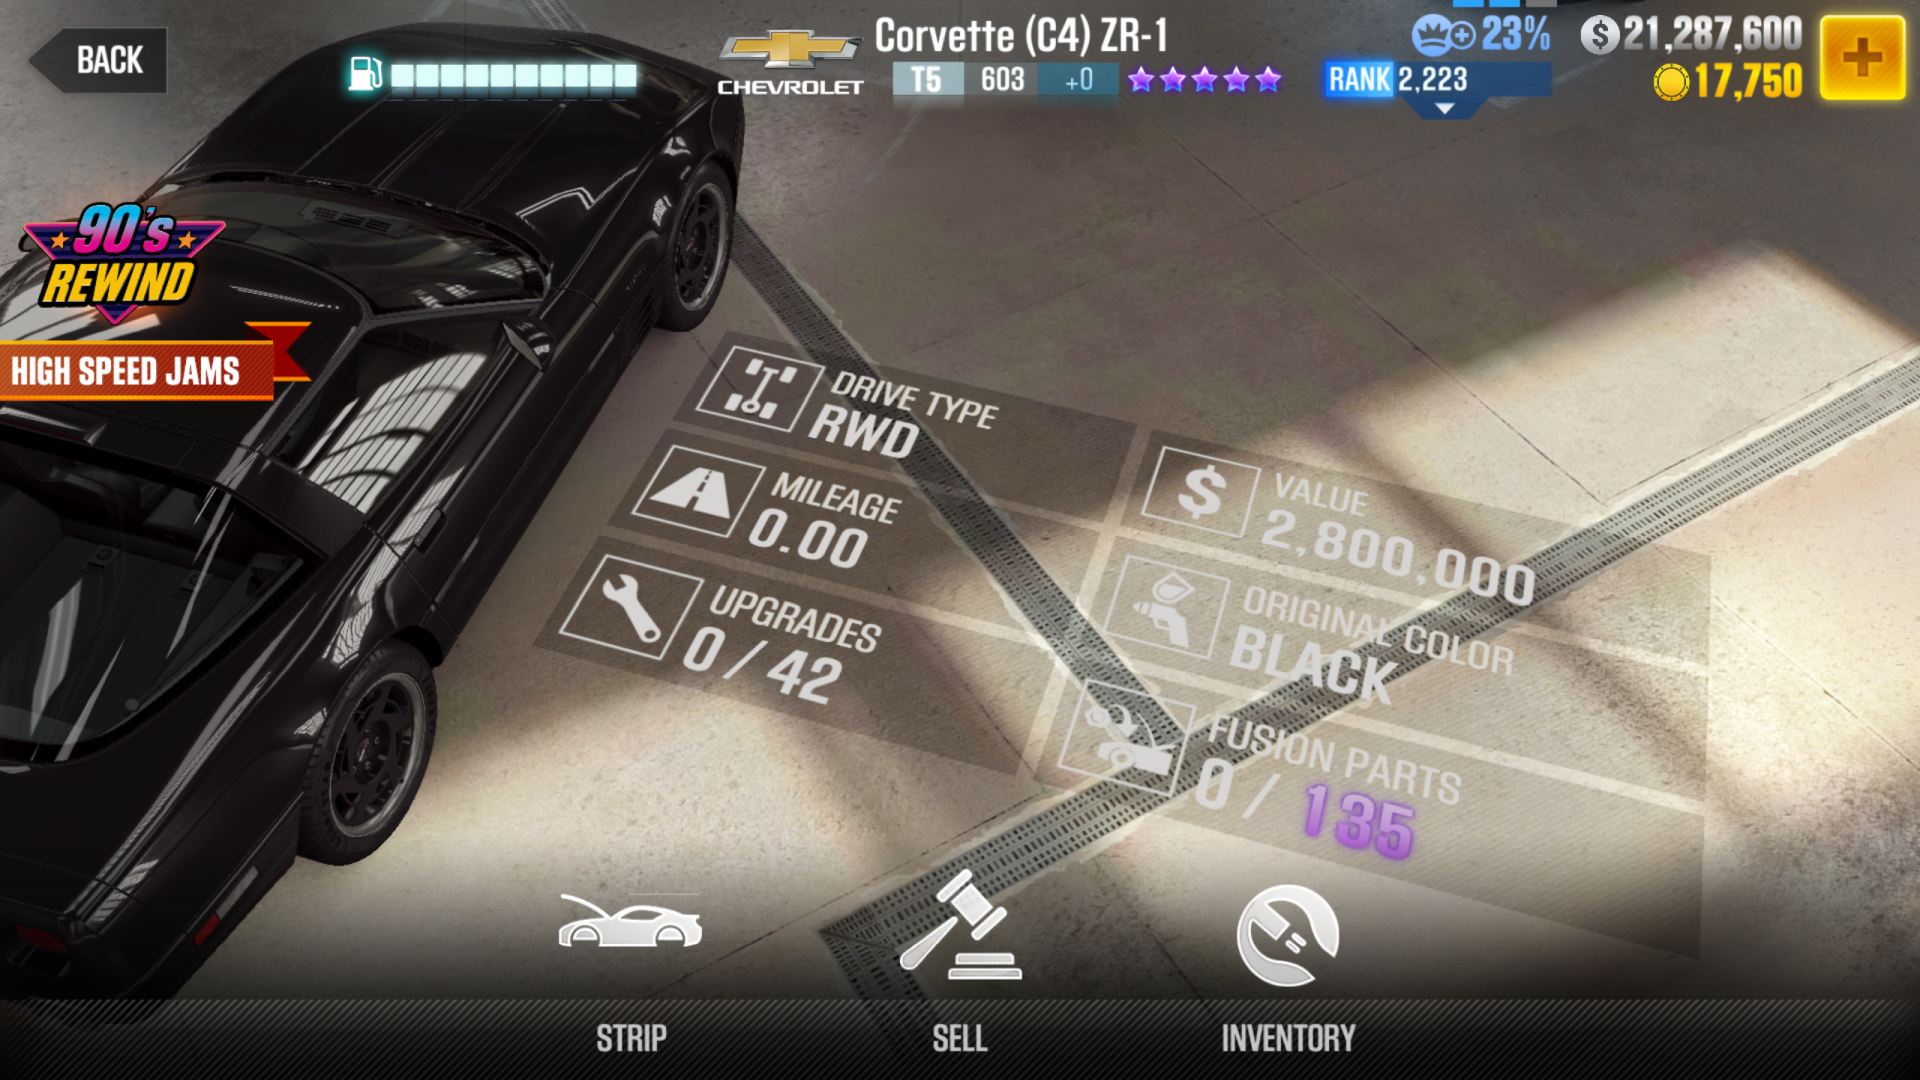 BACK
CHEVROLET
Corvette (C4) ZR-1
T5 603 +0
RANK 2,223
23%
$ 21,287,600
17,750
90's
REWIND
HIGH SPEED JAMS
DRIVE TYPE
RWD
MILEAGE
0.00
UPGRADES
0 / 42
$ VALUE
2,800,000
ORIGINAL COLOR
BLACK
FUSION PARTS
0 / 135
STRIP
SELL
INVENTORY